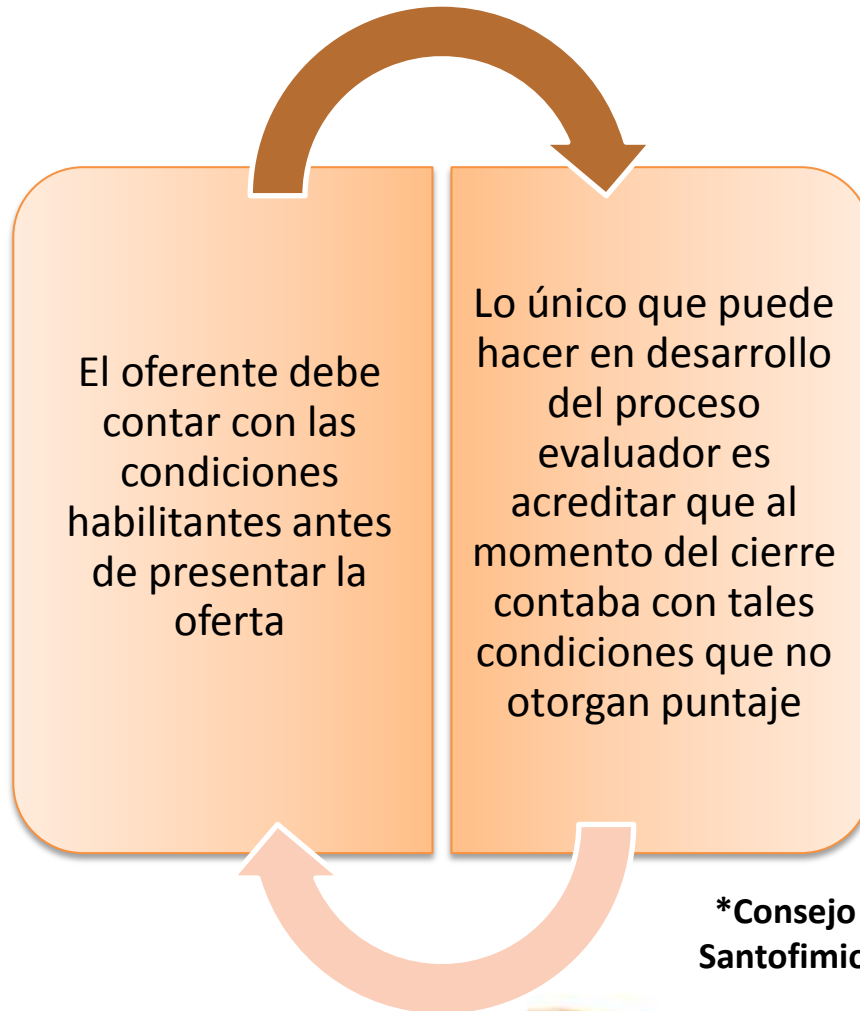 El oferente debe
contar con las
condiciones
habilitantes antes
de presentar la
oferta
Lo único que puede
hacer en desarrollo
del proceso
evaluador es
acreditar que al
momento del cierre
contaba con tales
condiciones que no
otorgan puntaje
*Consejo
Santofimio